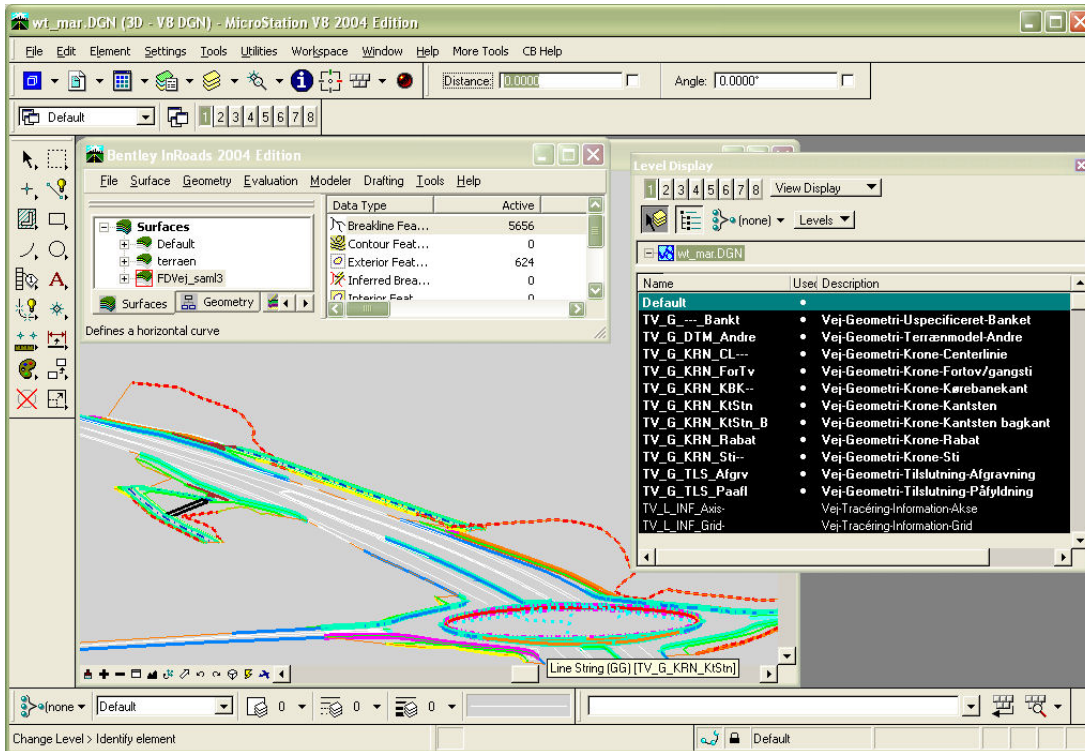 wt_mar.DGN (3D - V8 DGN) - MicroStation V8 2004 Edition
File Edit Element Settings Tools Utilities Workspace Window Help More Tools CB Help
Distance: 0.0000 Angle: 0.0000°
Default 1 2 3 4 5 6 7 8
Bentley InRoads 2004 Edition
File Surface Geometry Evaluation Modeler Drafting Tools Help
Surfaces
Default
terraen
FDVej_saml3
Surfaces Geometry
Data Type Active
Breakline Fea... 5656
Contour Feat... 0
Exterior Feat... 624
Inferred Brea... 0
Interior Feat 0
Defines a horizontal curve
Level Display
1 2 3 4 5 6 7 8 View Display
(none) Levels
wt_mar.DGN
Name Used Description
Default
TV_G_---_Bankt Vej-Geometri-Uspecificeret-Banket
TV_G_DTM_Andre Vej-Geometri-Terrænmodel-Andre
TV_G_KRN_CL--- Vej-Geometri-Krone-Centerlinie
TV_G_KRN_ForTv Vej-Geometri-Krone-Fortov/gangsti
TV_G_KRN_KBK-- Vej-Geometri-Krone-Kørebanekant
TV_G_KRN_KtStn Vej-Geometri-Krone-Kantsten
TV_G_KRN_KtStn_B Vej-Geometri-Krone-Kantsten bagkant
TV_G_KRN_Rabat Vej-Geometri-Krone-Rabat
TV_G_KRN_Sti-- Vej-Geometri-Krone-Sti
TV_G_TLS_Afgrv Vej-Geometri-Tilslutning-Afgravning
TV_G_TLS_Paafl Vej-Geometri-Tilslutning-Påfyldning
TV_L_INF_Axis- Vej-Tracéring-Information-Akse
TV_L_INF_Grid- Vej-Tracéring-Information-Grid
Line String (GG) [TV_G_KRN_KtStn]
(none Default 0 0 0
Change Level > Identify element Default